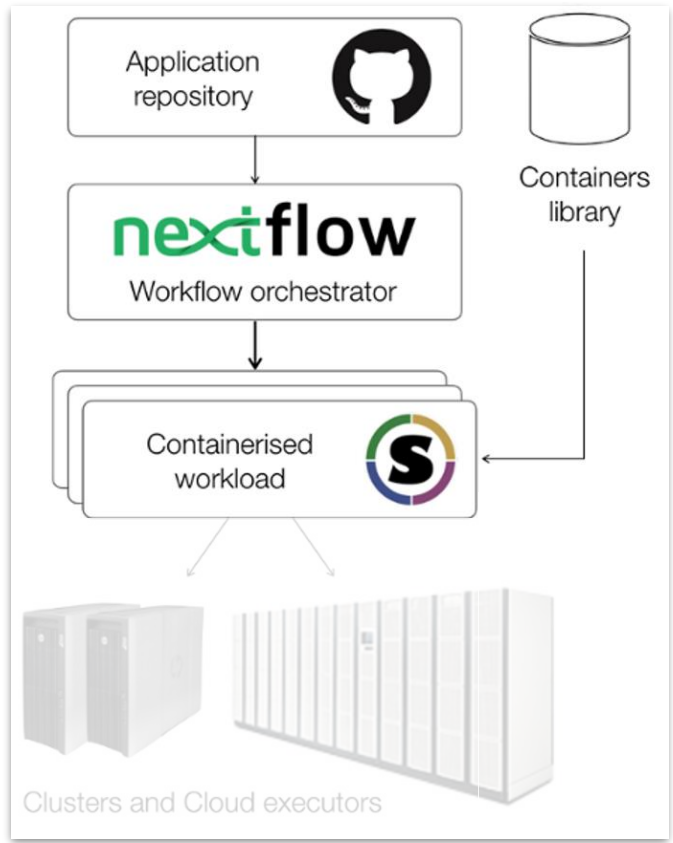 Application
repository
nextflow
Workflow orchestrator
Containers
library
Containerised
workload
S
Clusters and Cloud executors